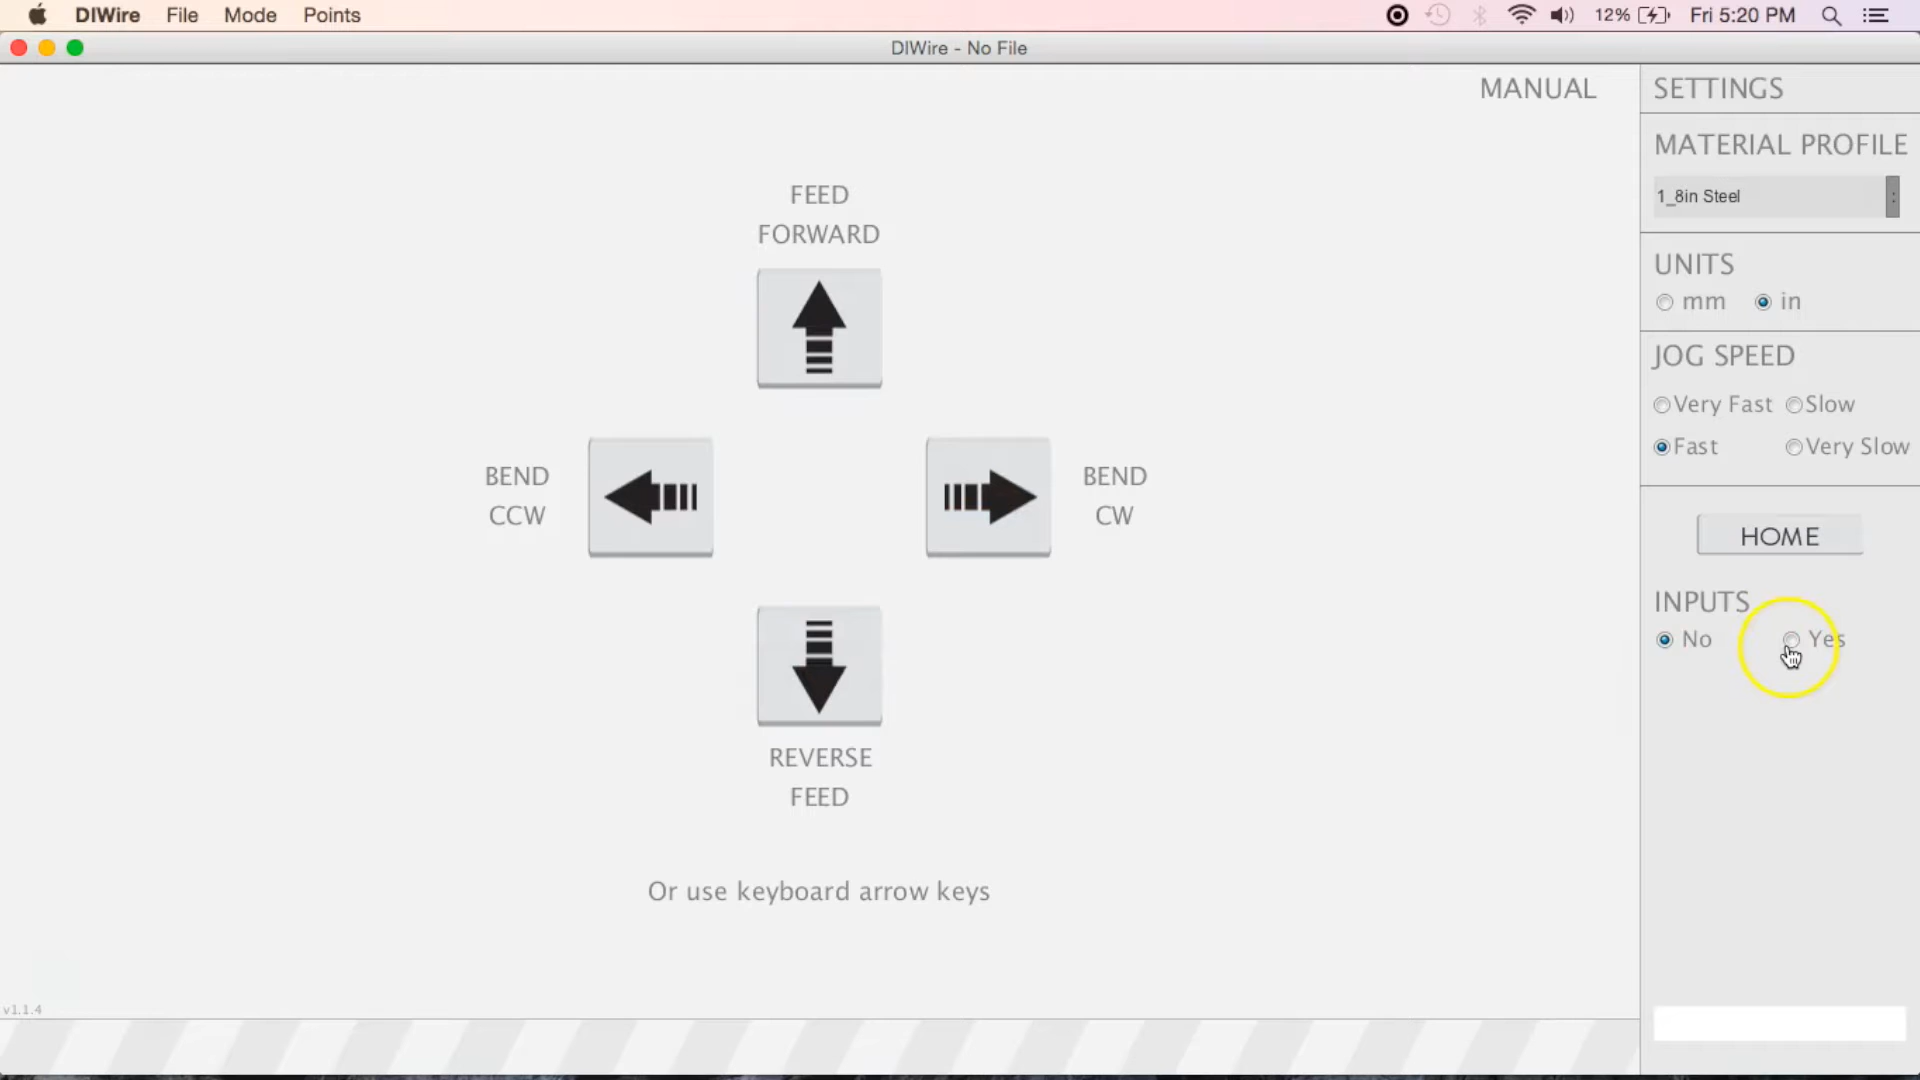 DIWire File Mode Points 12% Fri 5:20 PM
DIWire - No File
MANUAL
FEED
FORWARD
BEND
CCW
BEND
CW
REVERSE
FEED
Or use keyboard arrow keys
v1.1.4
SETTINGS
MATERIAL PROFILE
1_8in Steel
UNITS
mm in
JOG SPEED
Very Fast Slow
Fast Very Slow
HOME
INPUTS
No Yes